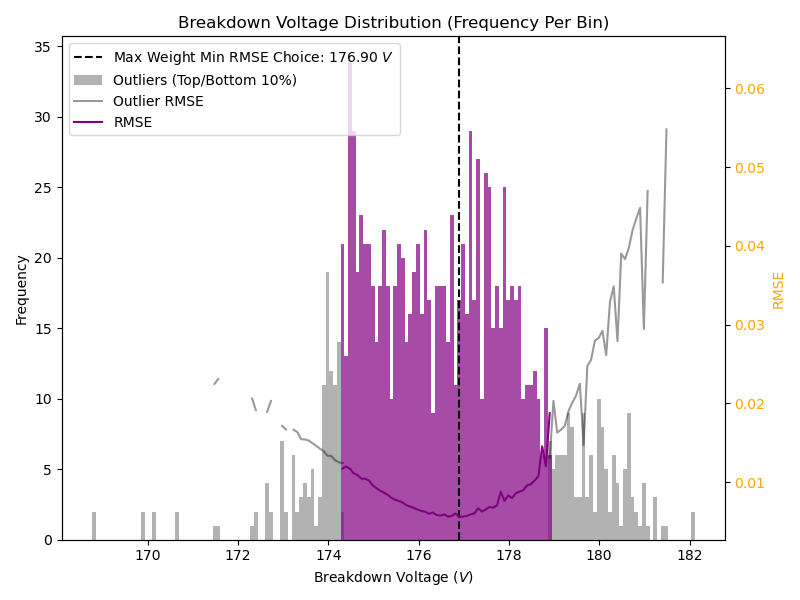 Breakdown Voltage Distribution (Frequency Per Bin)
Max Weight Min RMSE Choice: 176.90 V
Outliers (Top/Bottom 10%)
Outlier RMSE
RMSE
35
30
25
20
15
10
5
0
Frequency
0.06
0.05
0.04
0.03
0.02
0.01
RMSE
170
172
174
176
178
180
182
Breakdown Voltage (V)